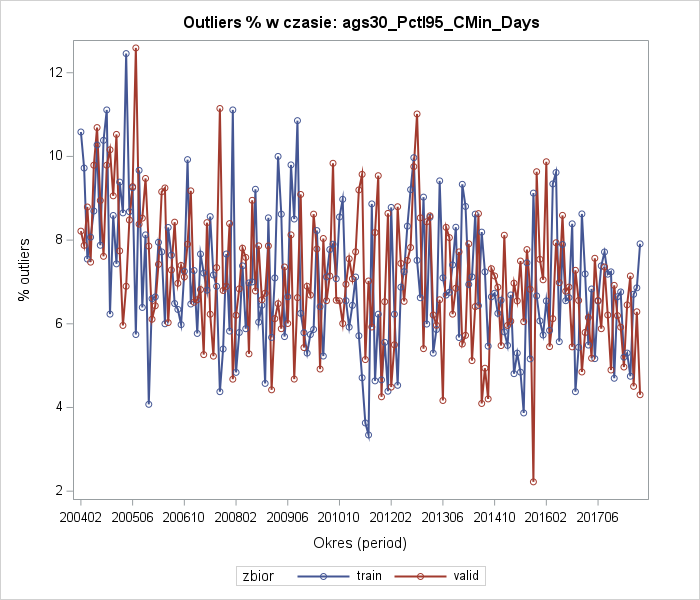 Outliers % w czasie: ags30_Pctl95_CMin_Days
% outliers
12
10
8
6
4
2
200402 200506 200610 200802 200906 201010 201202 201306 201410 201602 201706
Okres (period)
zbior train valid